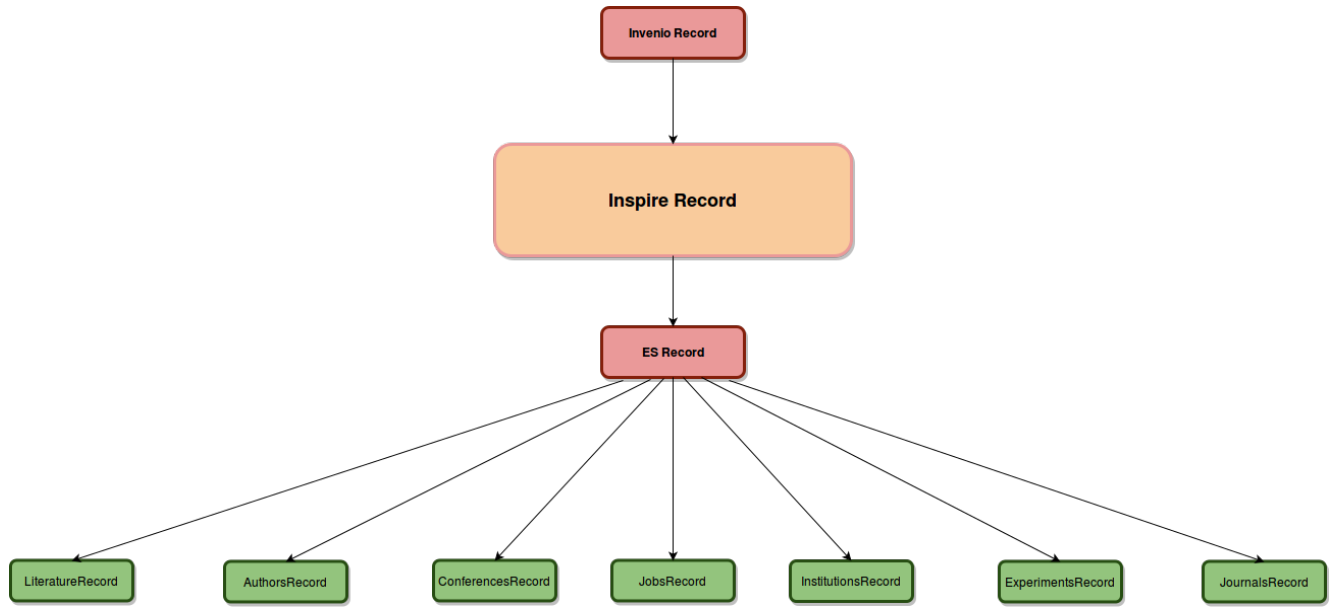 Invenio Record
Inspire Record
ES Record
LiteratureRecord
AuthorsRecord
ConferencesRecord
JobsRecord
InstitutionsRecord
ExperimentsRecord
JournalsRecord